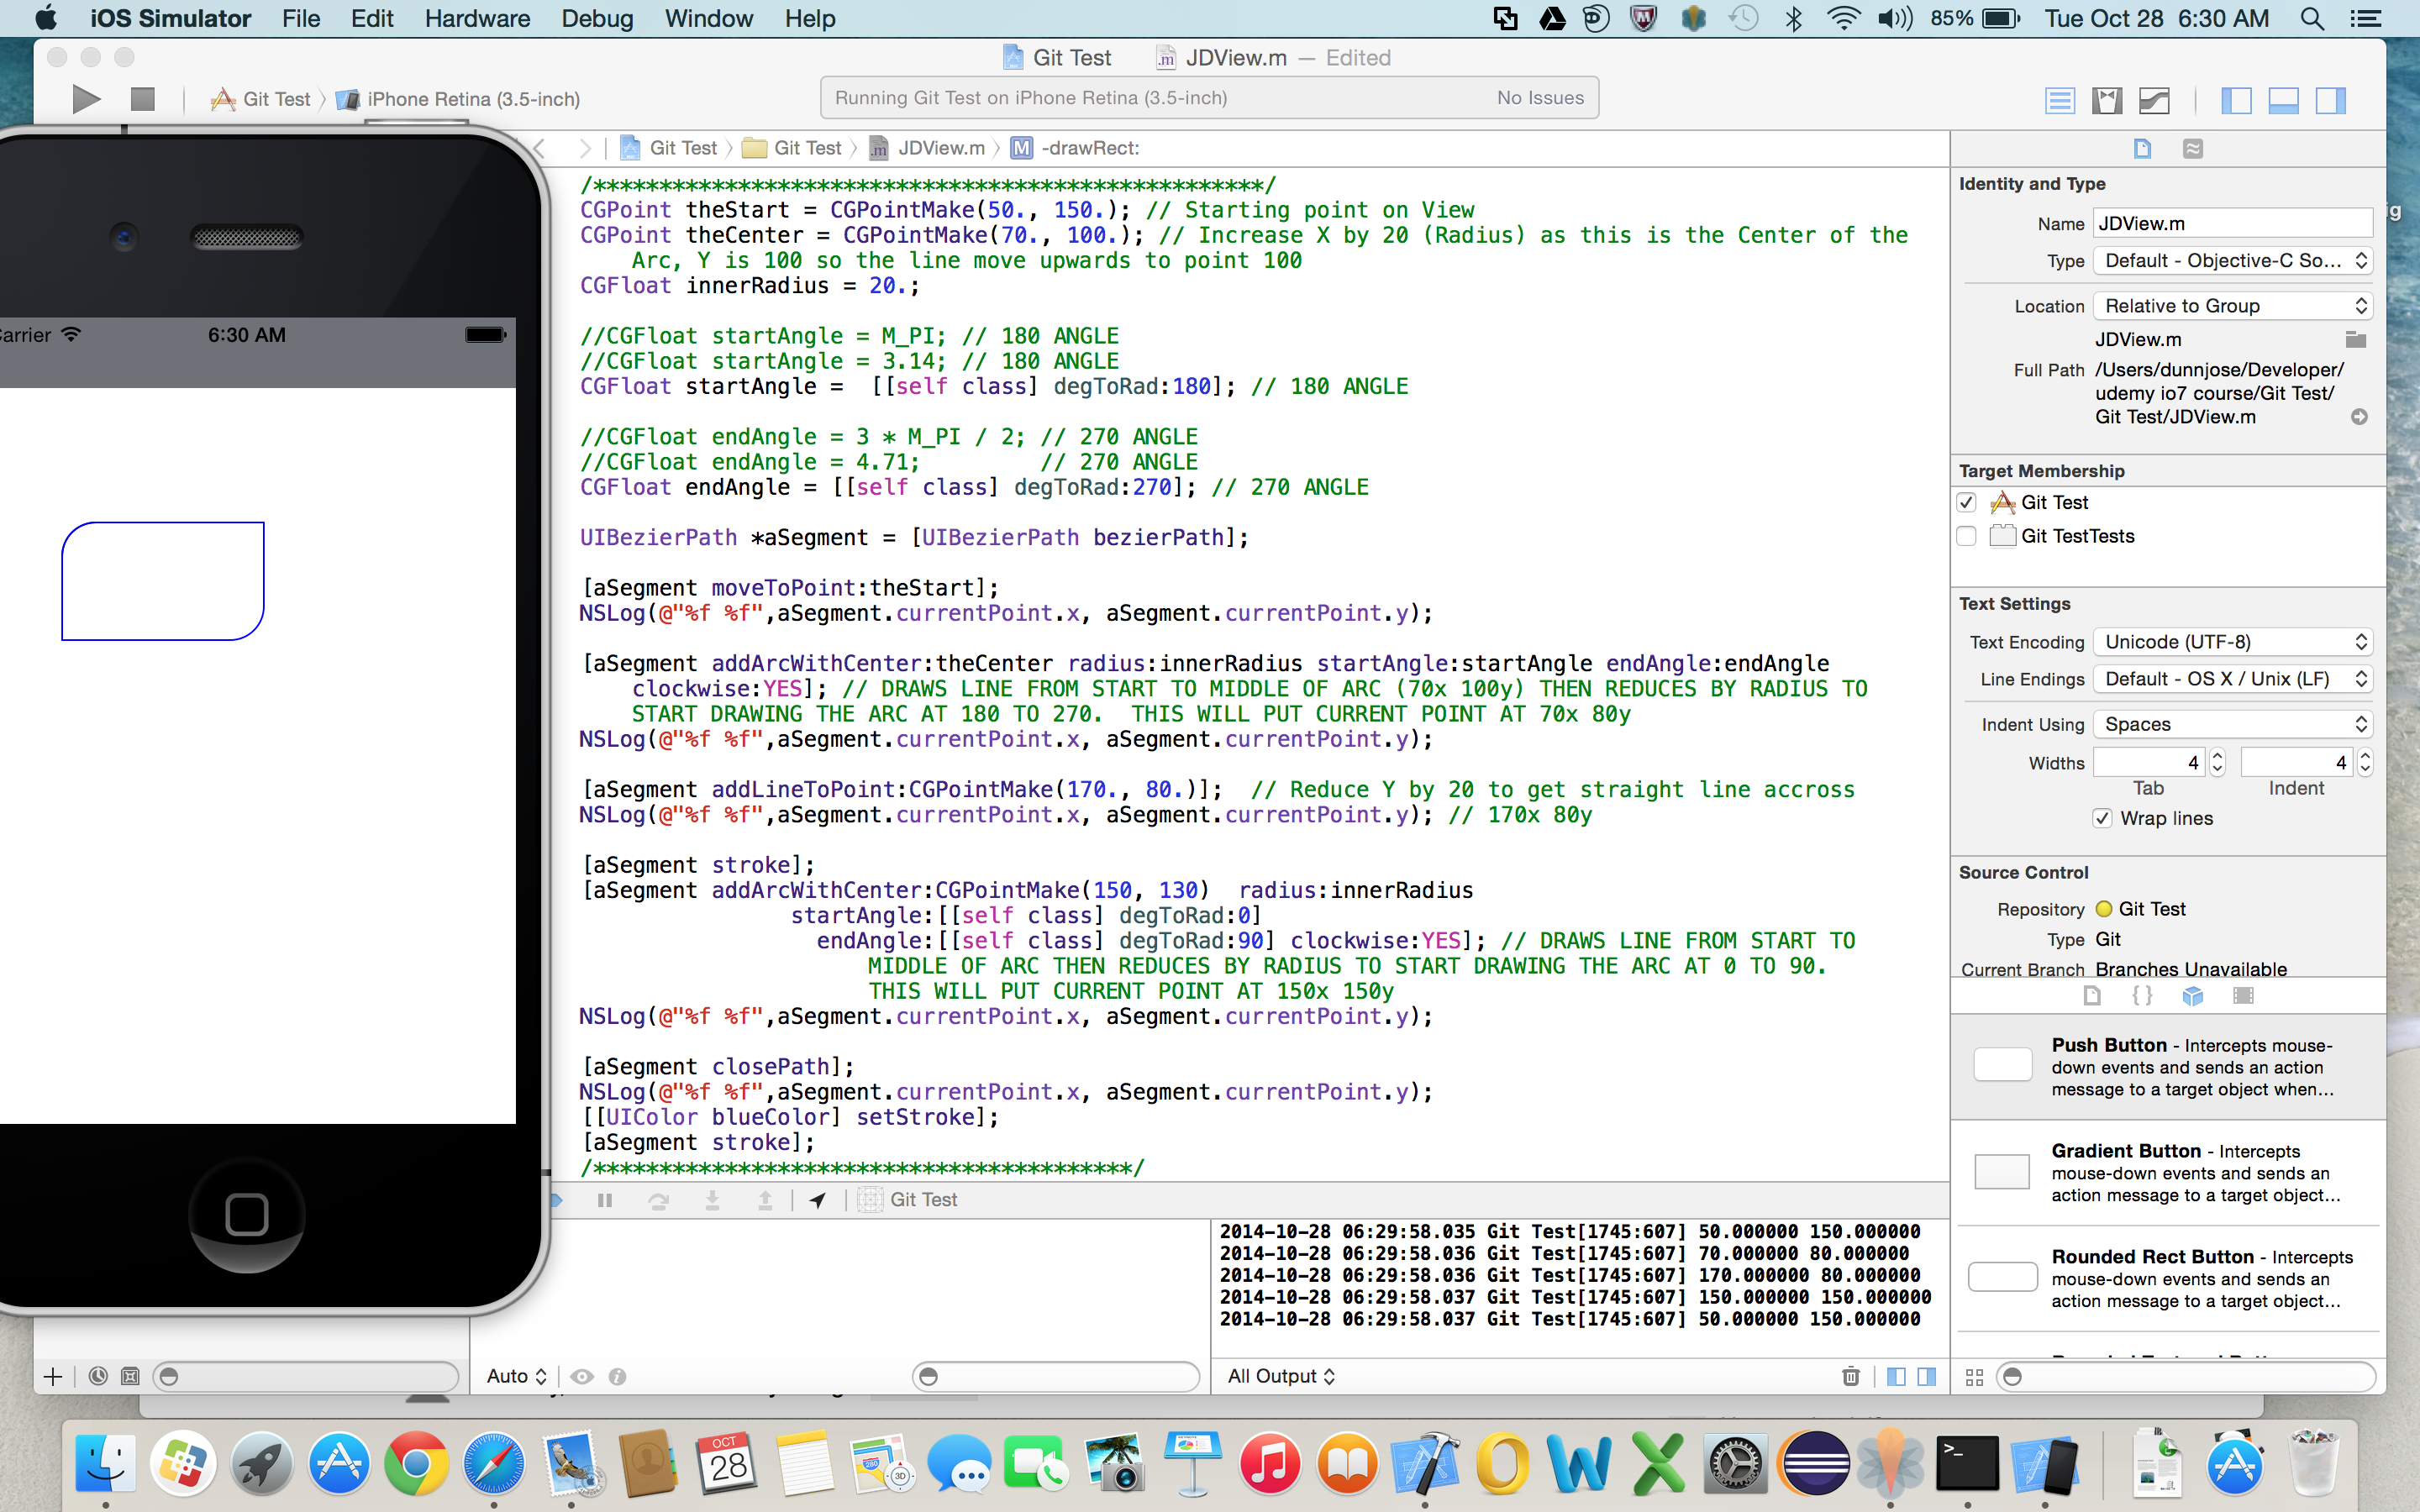 iOS Simulator File Edit Hardware Debug Window Help 85% Tue Oct 28 6:30 AM
Git Test JDView.m — Edited
Git Test iPhone Retina (3.5-inch) Running Git Test on iPhone Retina (3.5-inch) No Issues
Git Test Git Test JDView.m M -drawRect:
/***************************************************/
CGPoint theStart = CGPointMake(50., 150.); // Starting point on View
CGPoint theCenter = CGPointMake(70., 100.); // Increase X by 20 (Radius) as this is the Center of the
Arc, Y is 100 so the line move upwards to point 100
CGFloat innerRadius = 20.;
//CGFloat startAngle = M_PI; // 180 ANGLE
//CGFloat startAngle = 3.14; // 180 ANGLE
CGFloat startAngle =  [[self class] degToRad:180]; // 180 ANGLE
//CGFloat endAngle = 3 * M_PI / 2; // 270 ANGLE
//CGFloat endAngle = 4.71;         // 270 ANGLE
CGFloat endAngle = [[self class] degToRad:270]; // 270 ANGLE
UIBezierPath *aSegment = [UIBezierPath bezierPath];
[aSegment moveToPoint:theStart];
NSLog(@"%f %f",aSegment.currentPoint.x, aSegment.currentPoint.y);
[aSegment addArcWithCenter:theCenter radius:innerRadius startAngle:startAngle endAngle:endAngle
clockwise:YES]; // DRAWS LINE FROM START TO MIDDLE OF ARC (70x 100y) THEN REDUCES BY RADIUS TO
START DRAWING THE ARC AT 180 TO 270.  THIS WILL PUT CURRENT POINT AT 70x 80y
NSLog(@"%f %f",aSegment.currentPoint.x, aSegment.currentPoint.y);
[aSegment addLineToPoint:CGPointMake(170., 80.)];  // Reduce Y by 20 to get straight line accross
NSLog(@"%f %f",aSegment.currentPoint.x, aSegment.currentPoint.y); // 170x 80y
[aSegment stroke];
[aSegment addArcWithCenter:CGPointMake(150, 130)  radius:innerRadius
startAngle:[[self class] degToRad:0]
endAngle:[[self class] degToRad:90] clockwise:YES]; // DRAWS LINE FROM START TO
MIDDLE OF ARC THEN REDUCES BY RADIUS TO START DRAWING THE ARC AT 0 TO 90.
THIS WILL PUT CURRENT POINT AT 150x 150y
NSLog(@"%f %f",aSegment.currentPoint.x, aSegment.currentPoint.y);
[aSegment closePath];
NSLog(@"%f %f",aSegment.currentPoint.x, aSegment.currentPoint.y);
[[UIColor blueColor] setStroke];
[aSegment stroke];
/*****************************************/
arrier 6:30 AM
Identity and Type
Name JDView.m
Type Default - Objective-C So...
Location Relative to Group
JDView.m
Full Path /Users/dunnjose/Developer/
udemy io7 course/Git Test/
Git Test/JDView.m
Target Membership
Git Test
Git TestTests
Text Settings
Text Encoding Unicode (UTF-8)
Line Endings Default - OS X / Unix (LF)
Indent Using Spaces
Widths 4 4
Tab Indent
Wrap lines
Source Control
Repository Git Test
Type Git
Current Branch Branches Unavailable
{ }
Push Button - Intercepts mouse-
down events and sends an action
message to a target object when...
Gradient Button - Intercepts
mouse-down events and sends an
action message to a target object...
Rounded Rect Button - Intercepts
mouse-down events and sends an
action message to a target object...
Git Test
2014-10-28 06:29:58.035 Git Test[1745:607] 50.000000 150.000000
2014-10-28 06:29:58.036 Git Test[1745:607] 70.000000 80.000000
2014-10-28 06:29:58.036 Git Test[1745:607] 170.000000 80.000000
2014-10-28 06:29:58.037 Git Test[1745:607] 150.000000 150.000000
2014-10-28 06:29:58.037 Git Test[1745:607] 50.000000 150.000000
Auto All Output
ig
OCT
28
280
3D